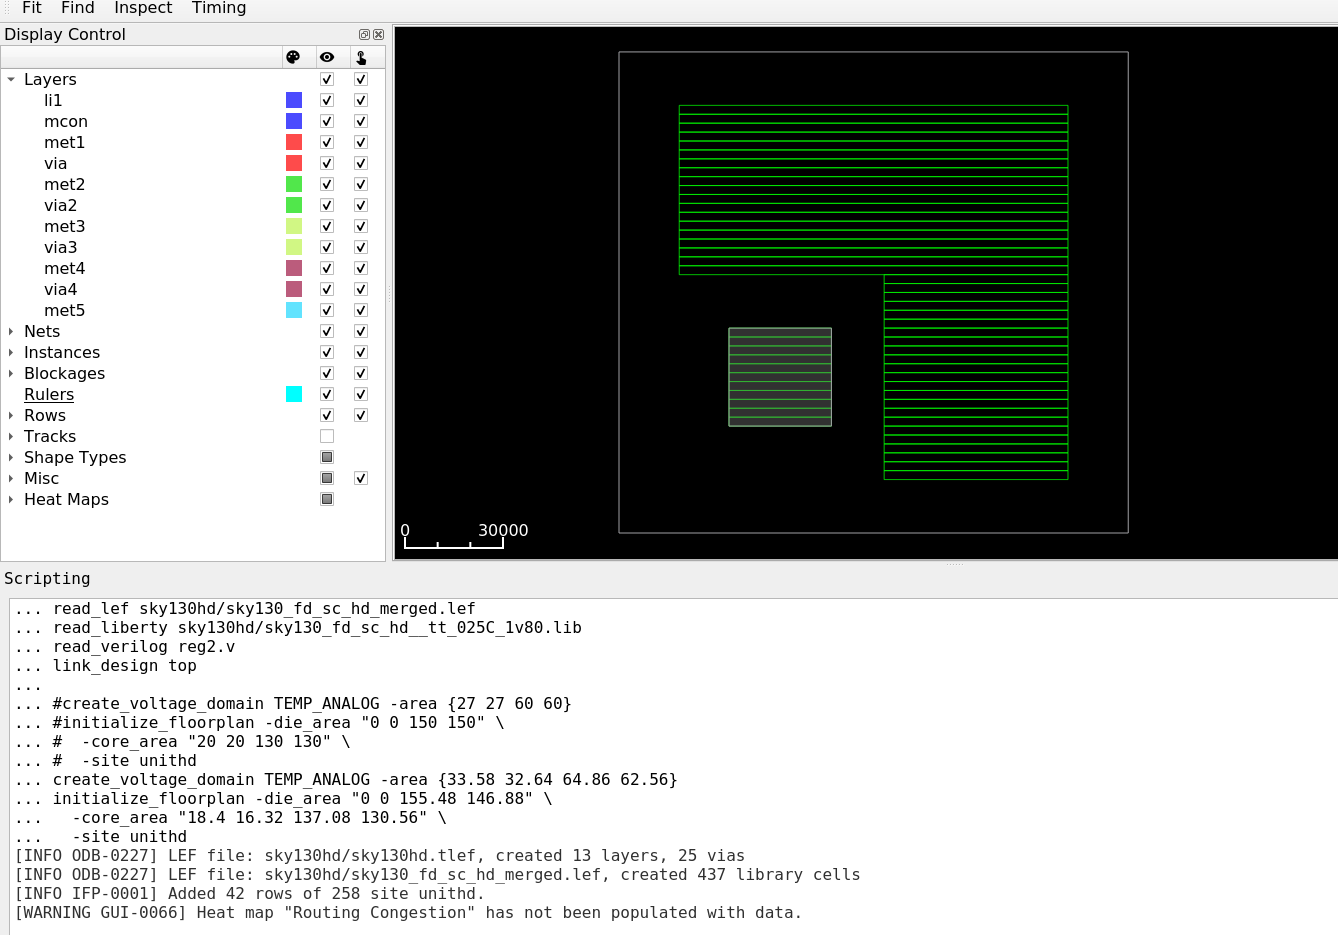 Fit Find Inspect Timing
Display Control
Layers
li1
mcon
met1
via
met2
via2
met3
via3
met4
via4
met5
Nets
Instances
Blockages
Rulers
Rows
Tracks
Shape Types
Misc
Heat Maps
0 30000
Scripting
... read_lef sky130hd/sky130_fd_sc_hd_merged.lef
... read_liberty sky130hd/sky130_fd_sc_hd__tt_025C_1v80.lib
... read_verilog reg2.v
... link_design top
...
... #create_voltage_domain TEMP_ANALOG -area {27 27 60 60}
... #initialize_floorplan -die_area "0 0 150 150" \
... #  -core_area "20 20 130 130" \
... #  -site unithd
... create_voltage_domain TEMP_ANALOG -area {33.58 32.64 64.86 62.56}
... initialize_floorplan -die_area "0 0 155.48 146.88" \
...   -core_area "18.4 16.32 137.08 130.56" \
...   -site unithd
[INFO ODB-0227] LEF file: sky130hd/sky130hd.tlef, created 13 layers, 25 vias
[INFO ODB-0227] LEF file: sky130hd/sky130_fd_sc_hd_merged.lef, created 437 library cells
[INFO IFP-0001] Added 42 rows of 258 site unithd.
[WARNING GUI-0066] Heat map "Routing Congestion" has not been populated with data.